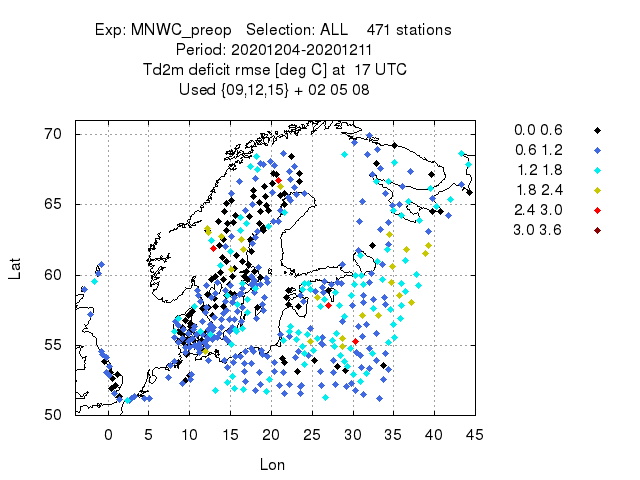 Exp: MNWC_preop   Selection: ALL    471 stations
Period: 20201204-20201211
Td2m deficit rmse [deg C] at  17 UTC
Used {09,12,15} + 02 05 08
0.0 0.6
0.6 1.2
1.2 1.8
1.8 2.4
2.4 3.0
3.0 3.6
70
65
60
55
50
Lat
0 5 10 15 20 25 30 35 40 45
Lon